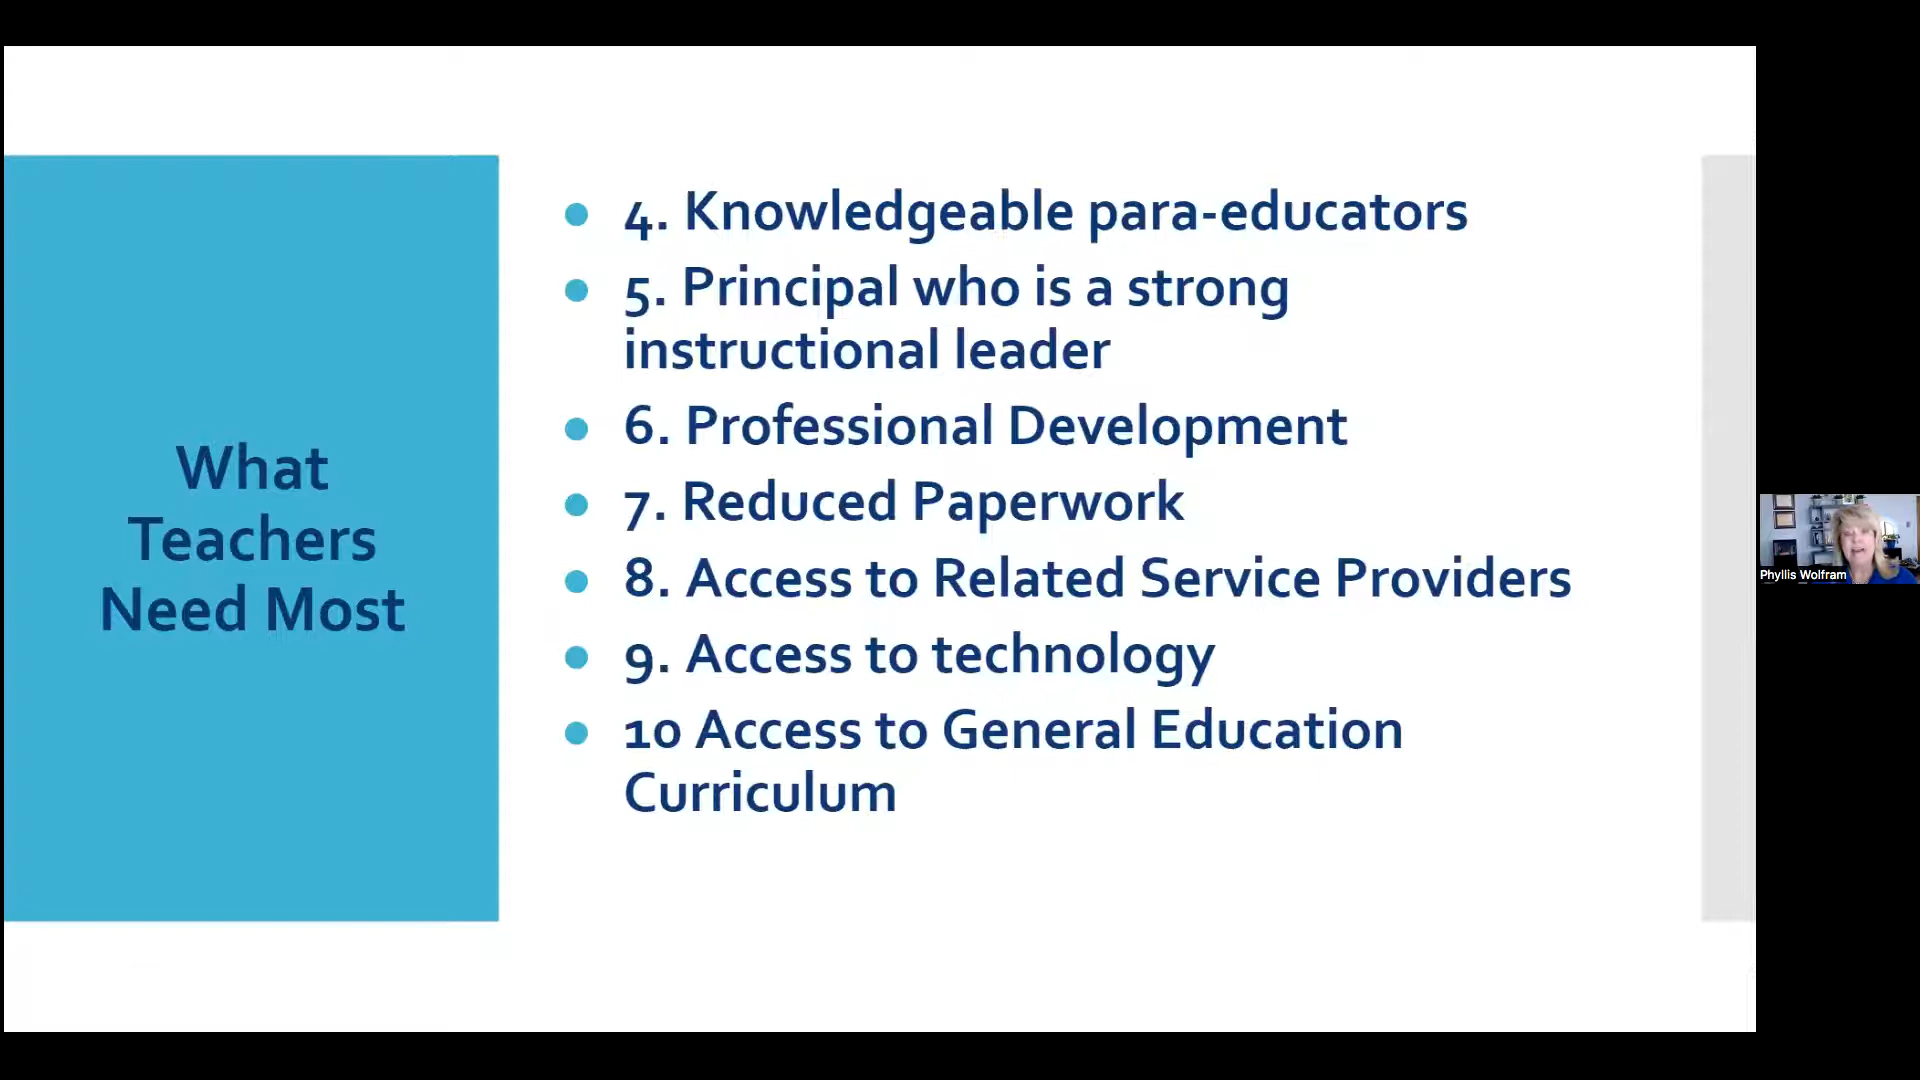 What
Teachers
Need Most
4. Knowledgeable para-educators
5. Principal who is a strong
instructional leader
6. Professional Development
7. Reduced Paperwork
8. Access to Related Service Providers
9. Access to technology
10 Access to General Education
Curriculum
Phyllis Wolfram